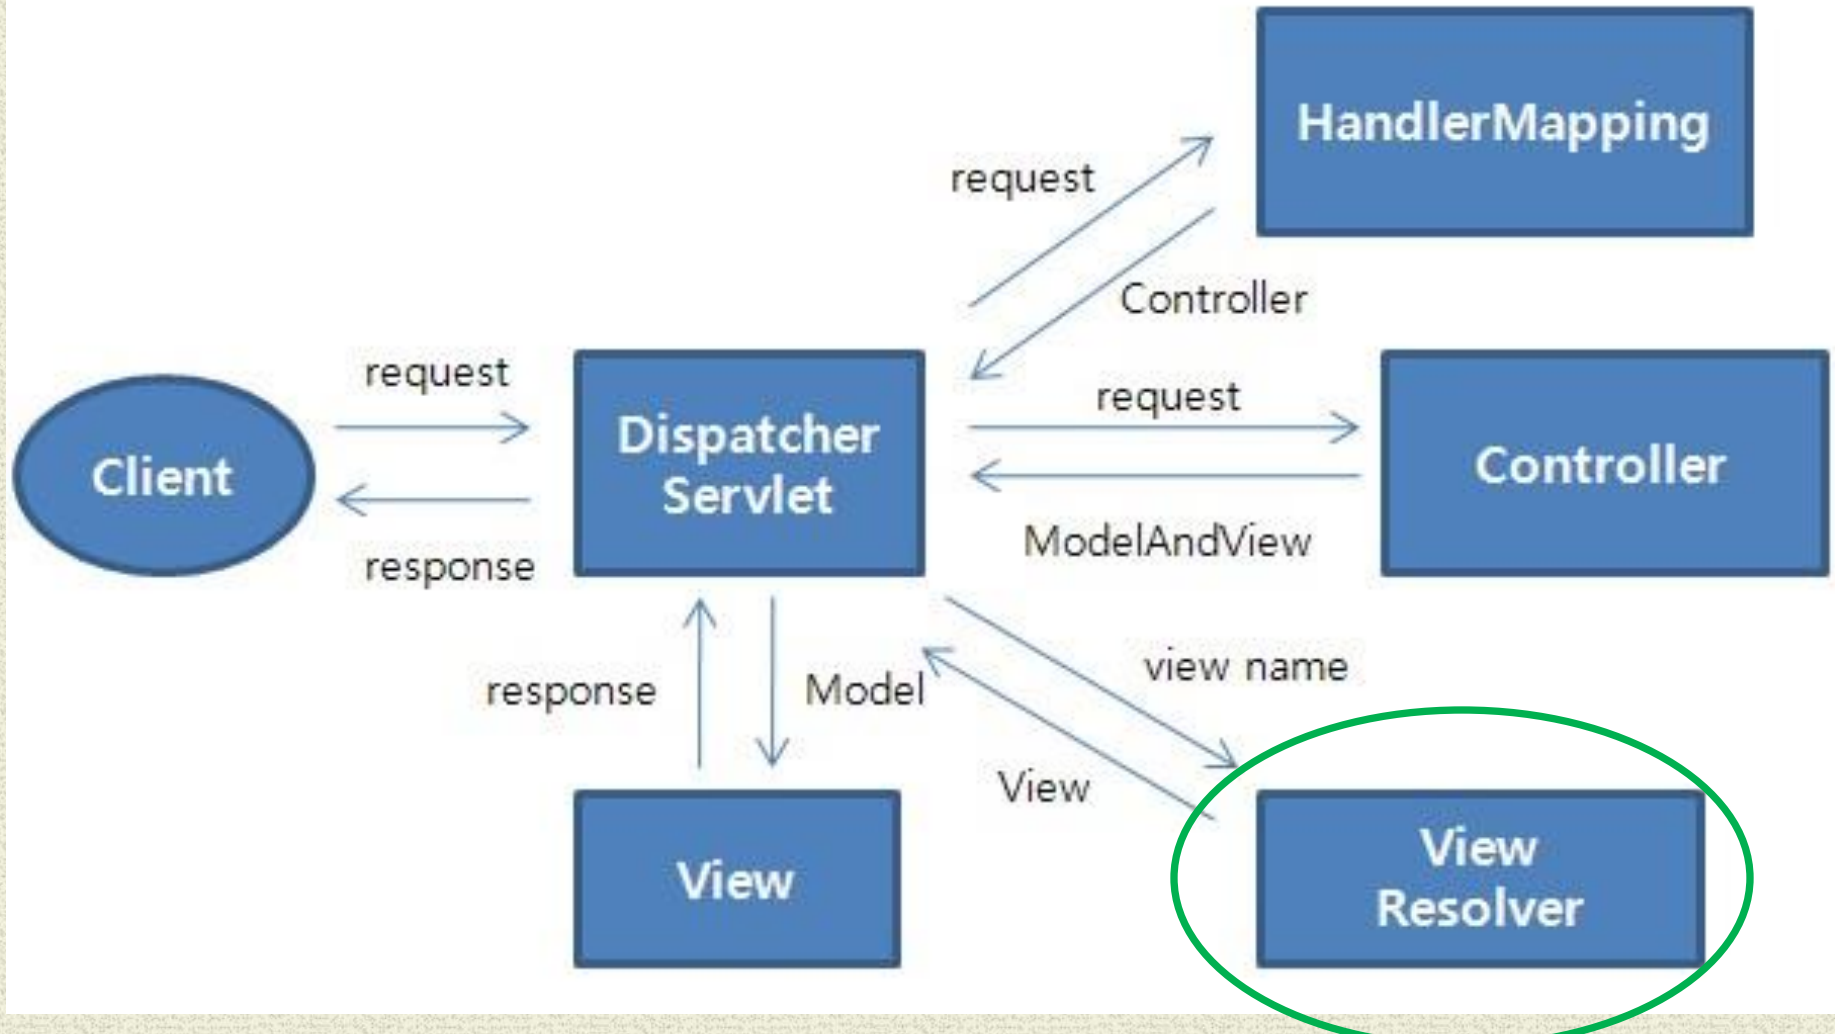 HandlerMapping
request
Controller
request
Client
request
response
Dispatcher
Servlet
Controller
ModelAndView
response
Model
view name
View
View
View
Resolver